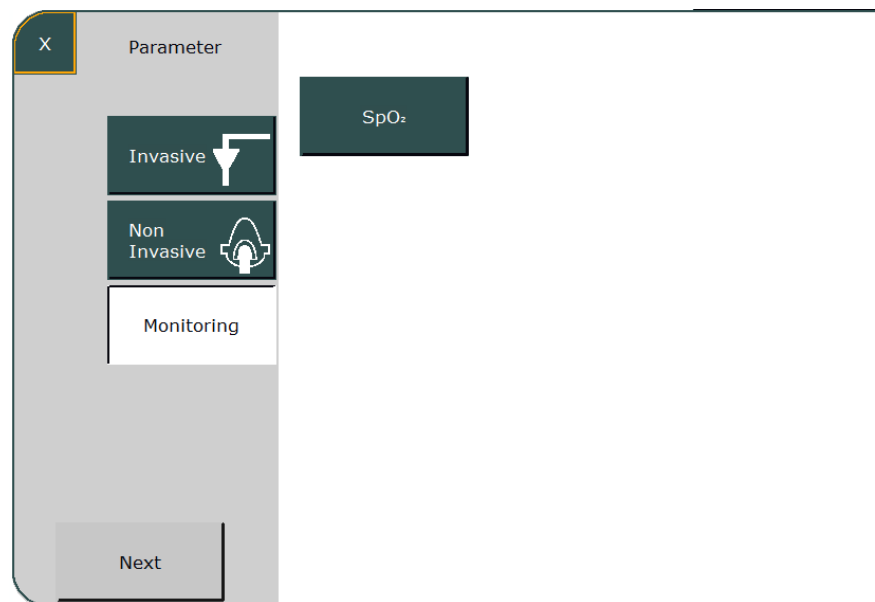 X
Parameter
SpO₂
Invasive
Non
Invasive
Monitoring
Next